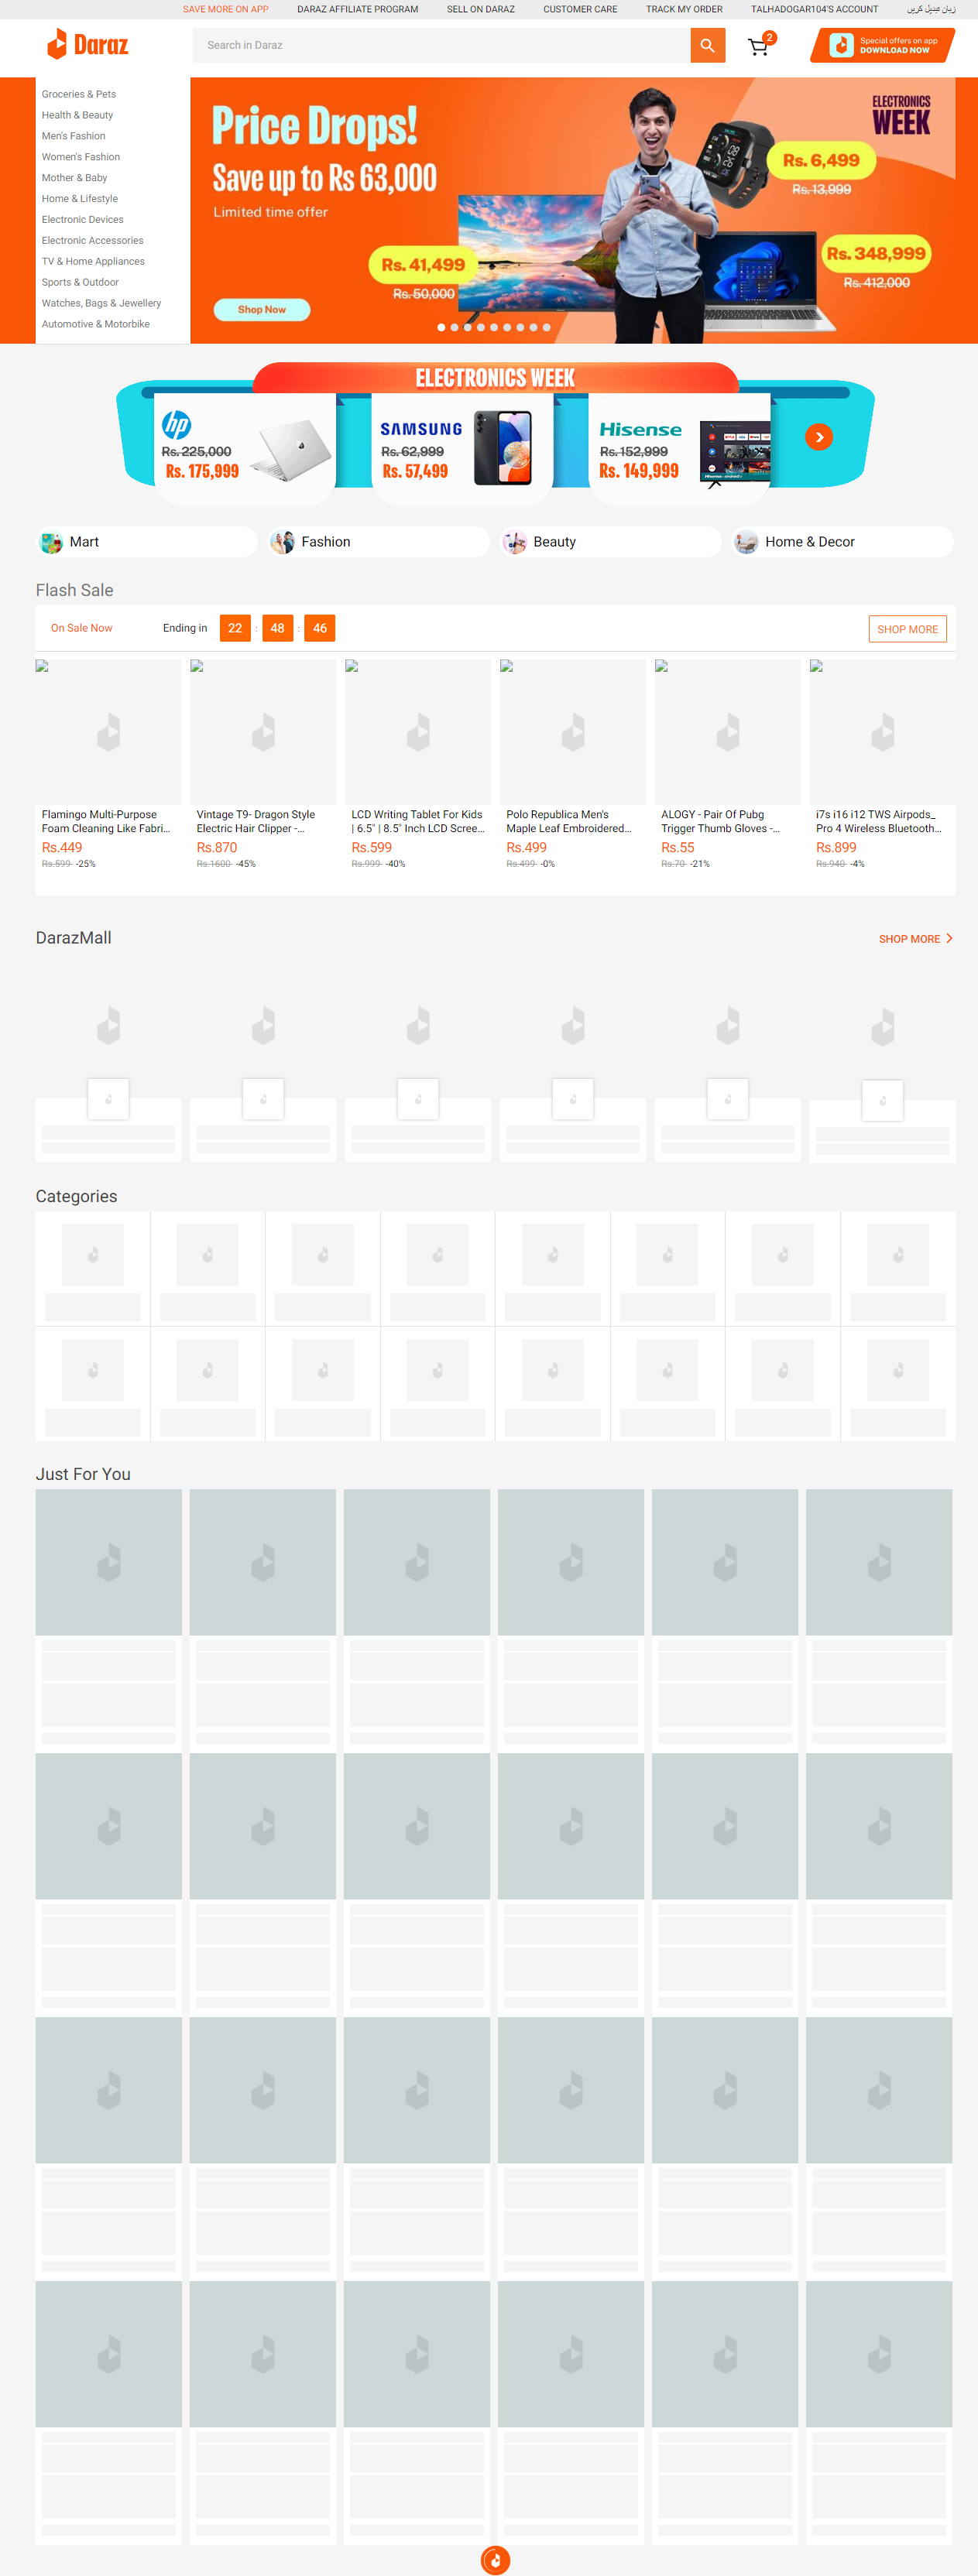 SAVE MORE ON APP
DARAZ AFFILIATE PROGRAM
SELL ON DARAZ
CUSTOMER CARE
TRACK MY ORDER
TALHADOGAR104'S ACCOUNT
زبان تبدیل کریں
Daraz
Search in Daraz
2
Special offers on app
DOWNLOAD NOW
Groceries & Pets
Health & Beauty
Men's Fashion
Women's Fashion
Mother & Baby
Home & Lifestyle
Electronic Devices
Electronic Accessories
TV & Home Appliances
Sports & Outdoor
Watches, Bags & Jewellery
Automotive & Motorbike
Price Drops!
Save up to Rs 63,000
Limited time offer
Shop Now
ELECTRONICS
WEEK
Rs. 6,499
Rs. 13,999
Rs. 41,499
Rs. 50,000
Rs. 348,999
Rs. 412,000
ELECTRONICS WEEK
hp
Rs. 225,000
Rs. 175,999
SAMSUNG
Rs. 62,999
Rs. 57,499
Hisense
Rs. 152,999
Rs. 149,999
Mart
Fashion
Beauty
Home & Decor
Flash Sale
On Sale Now
Ending in
22 : 48 : 46
SHOP MORE
Flamingo Multi-Purpose
Foam Cleaning Like Fabri...
Rs.449
Rs.599 -25%
Vintage T9- Dragon Style
Electric Hair Clipper -...
Rs.870
Rs.1600 -45%
LCD Writing Tablet For Kids
| 6.5" | 8.5" Inch LCD Scree...
Rs.599
Rs.999 -40%
Polo Republica Men's
Maple Leaf Embroidered...
Rs.499
Rs.499 -0%
ALOGY - Pair Of Pubg
Trigger Thumb Gloves -...
Rs.55
Rs.70 -21%
i7s i16 i12 TWS Airpods_
Pro 4 Wireless Bluetooth...
Rs.899
Rs.940 -4%
DarazMall
SHOP MORE
Categories
Just For You